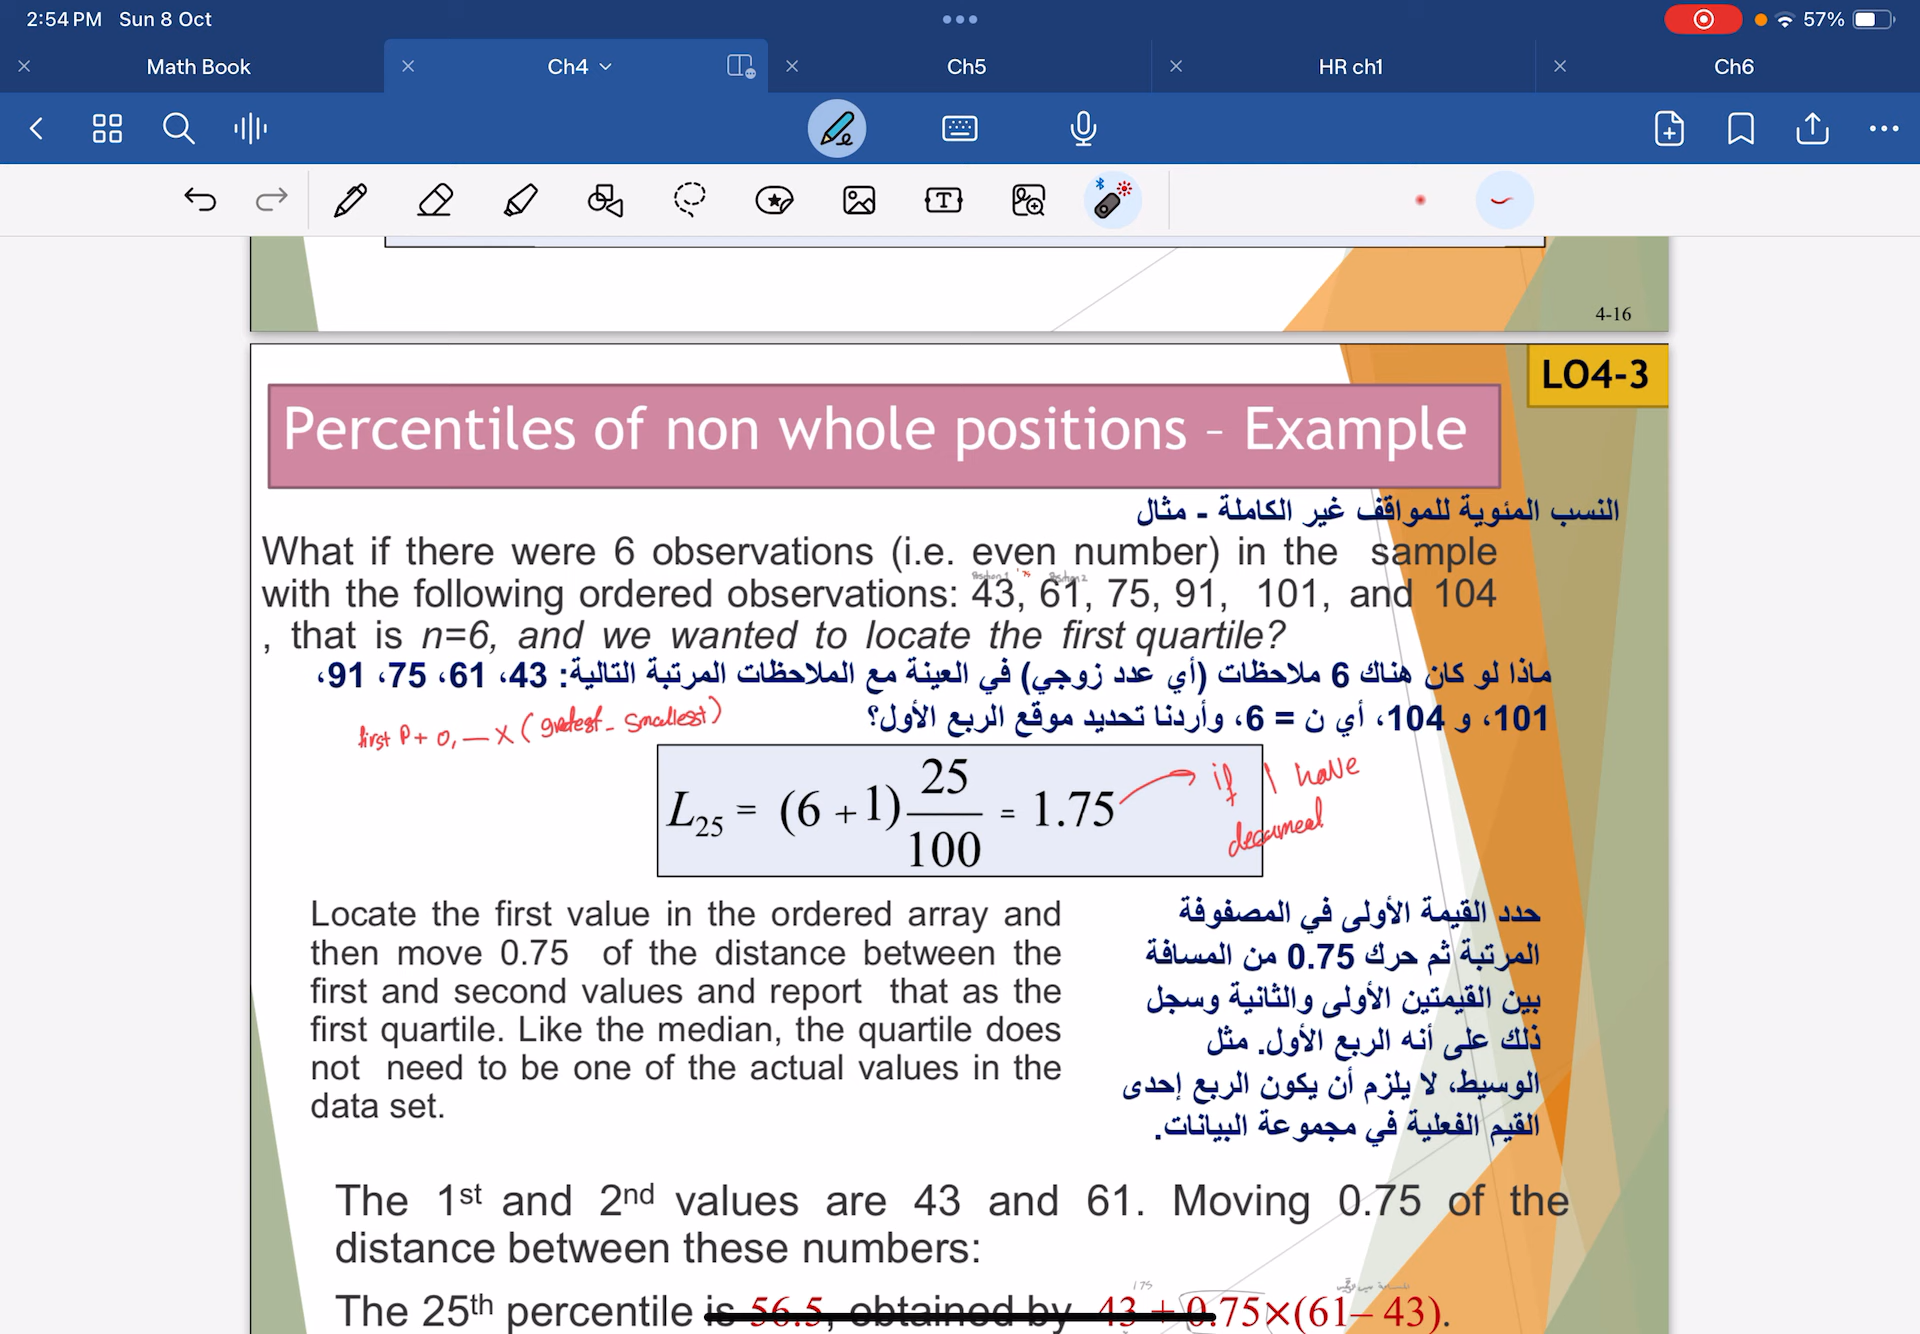 2:54 PM Sun 8 Oct
57%
Math Book
Ch4
Ch5
HR ch1
Ch6
4-16
LO4-3
Percentiles of non whole positions – Example
النسب المئوية للمواقف غير الكاملة - مثال
What if there were 6 observations (i.e. even number) in the sample
Position 1 Position 2
with the following ordered observations: 43, 61, 75, 91, 101, and 104
, that is n=6, and we wanted to locate the first quartile?
ماذا لو كان هناك 6 ملاحظات (أي عدد زوجي) في العينة مع الملاحظات المرتبة التالية: 43، 61، 75، 91،
101، و 104، أي ن = 6، وأردنا تحديد موقع الربع الأول؟
first P + 0, — X ( gretest - Smallesst )
L25 = (6 + 1) 25/100 = 1.75
if I have
decumeal
Locate the first value in the ordered array and
then move 0.75 of the distance between the
first and second values and report that as the
first quartile. Like the median, the quartile does
not need to be one of the actual values in the
data set.
حدد القيمة الأولى في المصفوفة
المرتبة ثم حرك 0.75 من المسافة
بين القيمتين الأولى والثانية وسجل
ذلك على أنه الربع الأول. مثل
الوسيط، لا يلزم أن يكون الربع إحدى
القيم الفعلية في مجموعة البيانات.
The 1st and 2nd values are 43 and 61. Moving 0.75 of the
distance between these numbers:
1.75
The 25th percentile is 56.5, obtained by 43 + 0.75×(61– 43).